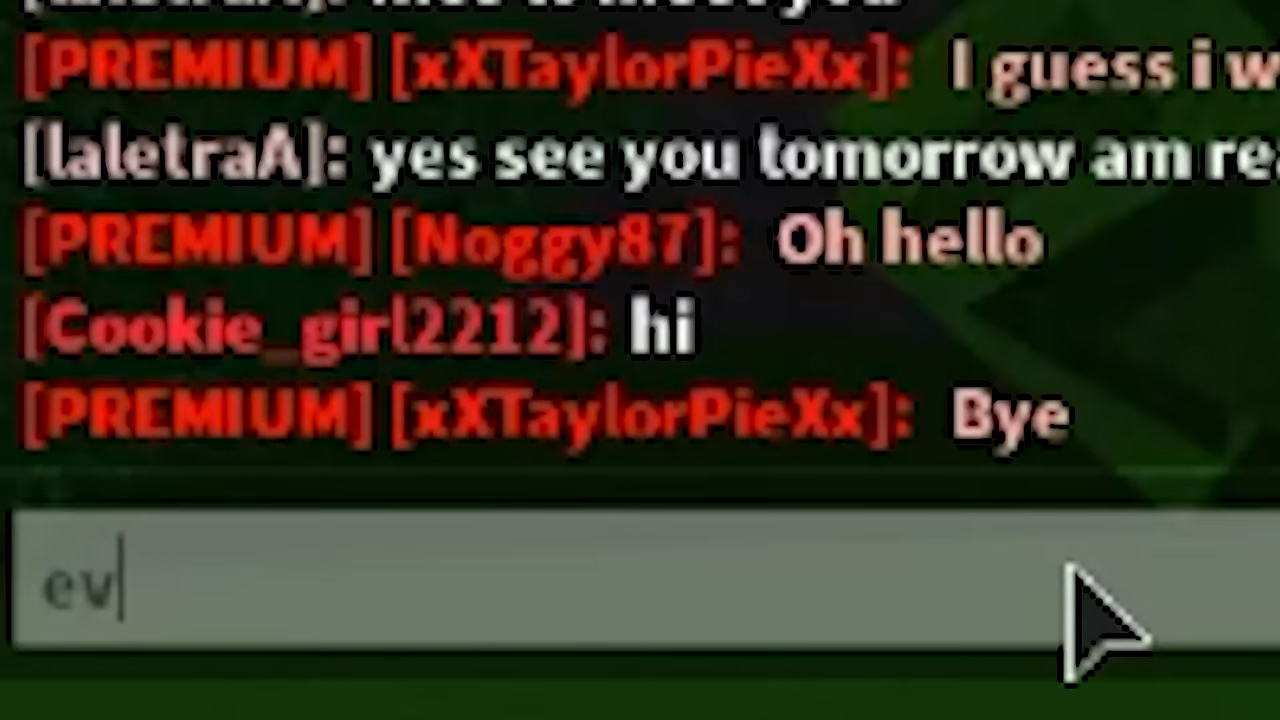 [PREMIUM] [xXTaylorPieXx]: I guess i
[laletraA]: yes see you tomorrow am
[PREMIUM] [Noggy87]: Oh hello
[Cookie_girl2212]: hi
[PREMIUM] [xXTaylorPieXx]: Bye
ev